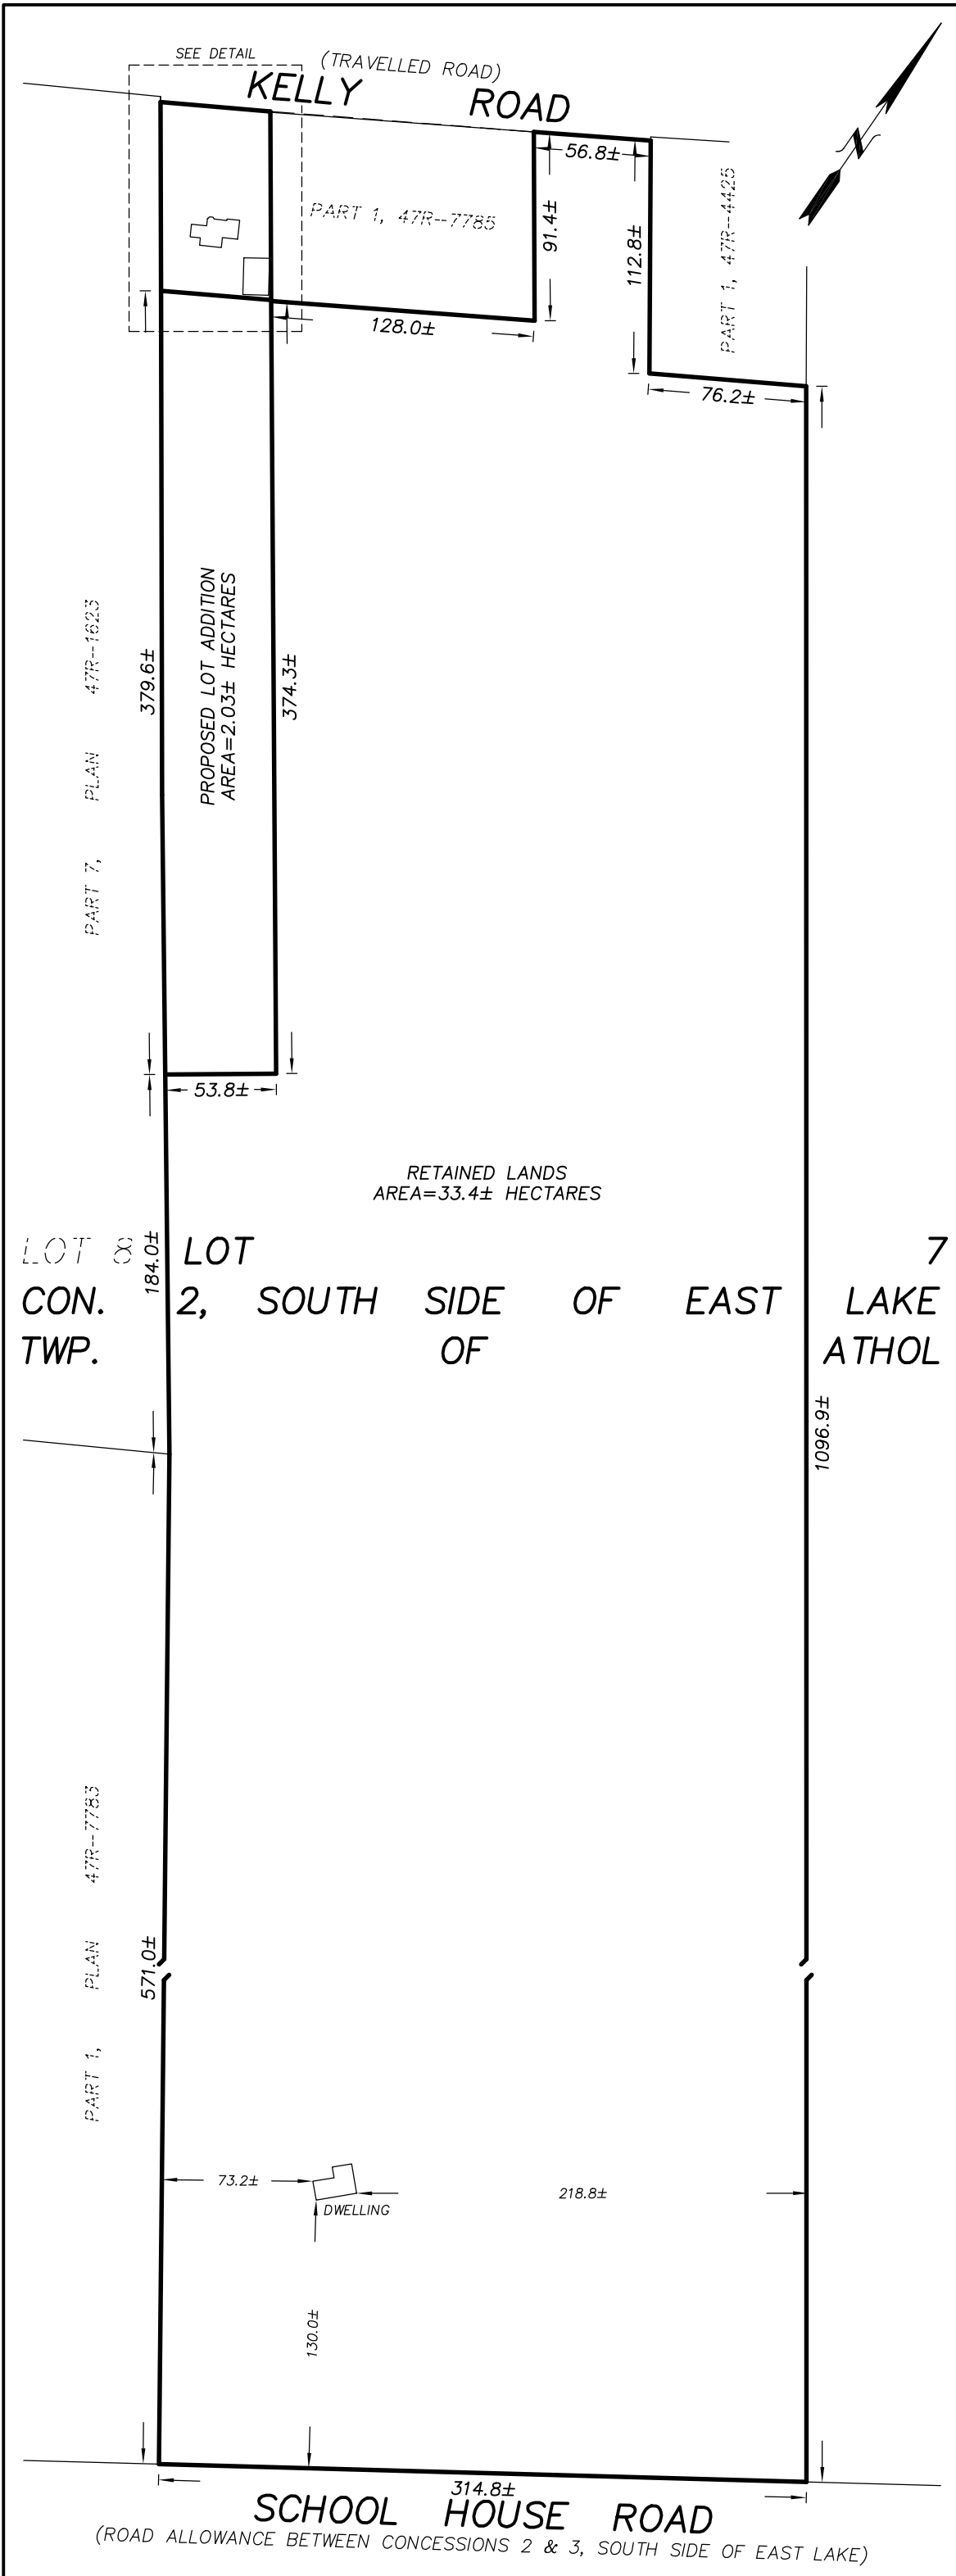 SEE DETAIL
(TRAVELLED ROAD)
KELLY ROAD
N
56.8±
PART 1, 47R-4425
PART 1, 47R-7785
91.4±
112.8±
128.0±
76.2±
PROPOSED LOT ADDITION
AREA=2.03± HECTARES
PART 7, PLAN 47R-1623
379.6±
374.3±
53.8±
RETAINED LANDS
AREA=33.4± HECTARES
184.0±
LOT 8 LOT 7
CON. 2, SOUTH SIDE OF EAST LAKE
TWP. OF ATHOL
1096.9±
PART 1, PLAN 47R-7783
571.0±
73.2±
218.8±
DWELLING
130.0±
314.8±
SCHOOL HOUSE ROAD
(ROAD ALLOWANCE BETWEEN CONCESSIONS 2 & 3, SOUTH SIDE OF EAST LAKE)